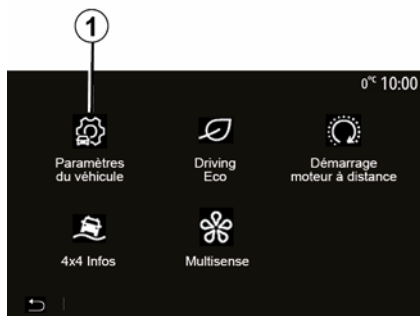 1
0°C 10:00
Paramètres
du véhicule
Driving
Eco
Démarrage
moteur à distance
4x4 Infos
Multisense